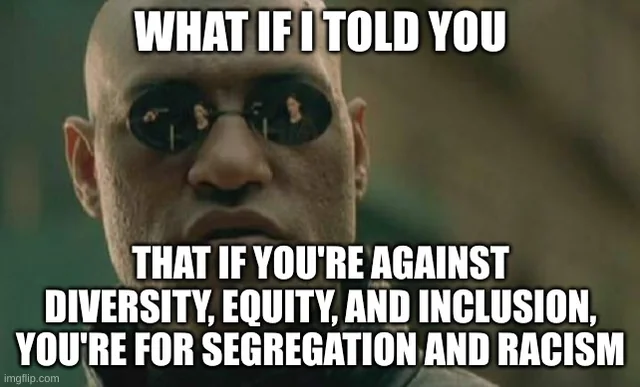 WHAT IF I TOLD YOU
THAT IF YOU'RE AGAINST
DIVERSITY, EQUITY, AND INCLUSION,
YOU'RE FOR SEGREGATION AND RACISM
imgflip.com